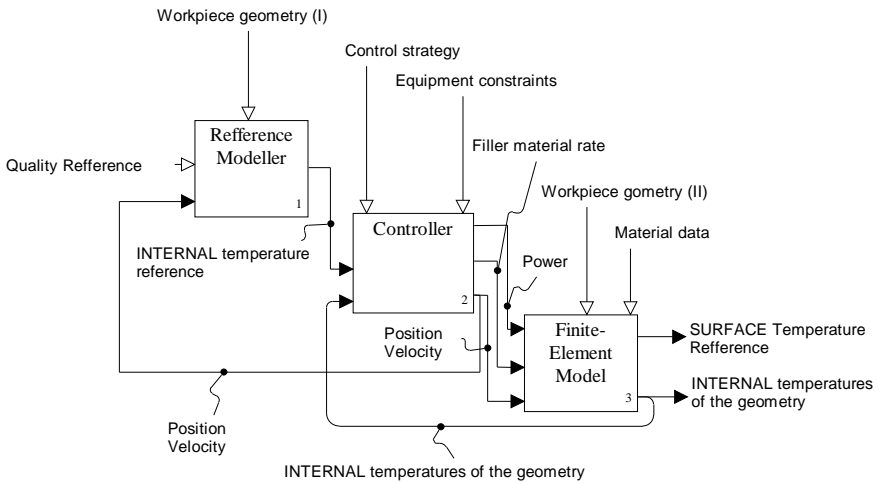 Workpiece geometry (I)
Control strategy
Equipment constraints
Refference
Modeller
1
Quality Refference
Filler material rate
Workpiece gometry (II)
INTERNAL temperature
reference
Controller
2
Material data
Power
Position
Velocity
Finite-
Element
Model
3
SURFACE Temperature
Refference
INTERNAL temperatures
of the geometry
Position
Velocity
INTERNAL temperatures of the geometry